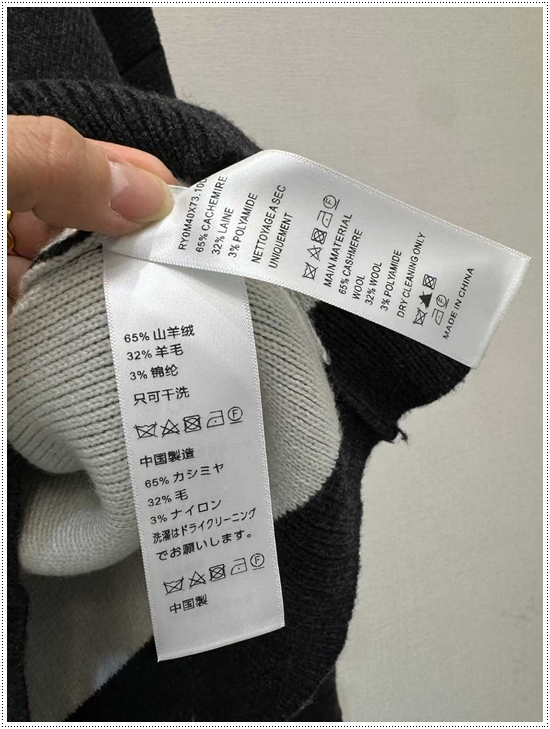 65% CACHEMIRE
32% LAINE
3% POLYAMIDE
NETTOYAGE A SEC
UNIQUEMENT
MAIN MATERIAL
65% CASHMERE
WOOL
32% WOOL
3% POLYAMIDE
DRY CLEANING ONLY
MADE IN CHINA
65% 山羊绒
32% 羊毛
3% 锦纶
只可干洗
F
中国製造
65% カシミヤ
32% 毛
3% ナイロン
洗濯はドライクリーニング
でお願いします。
F
中国製